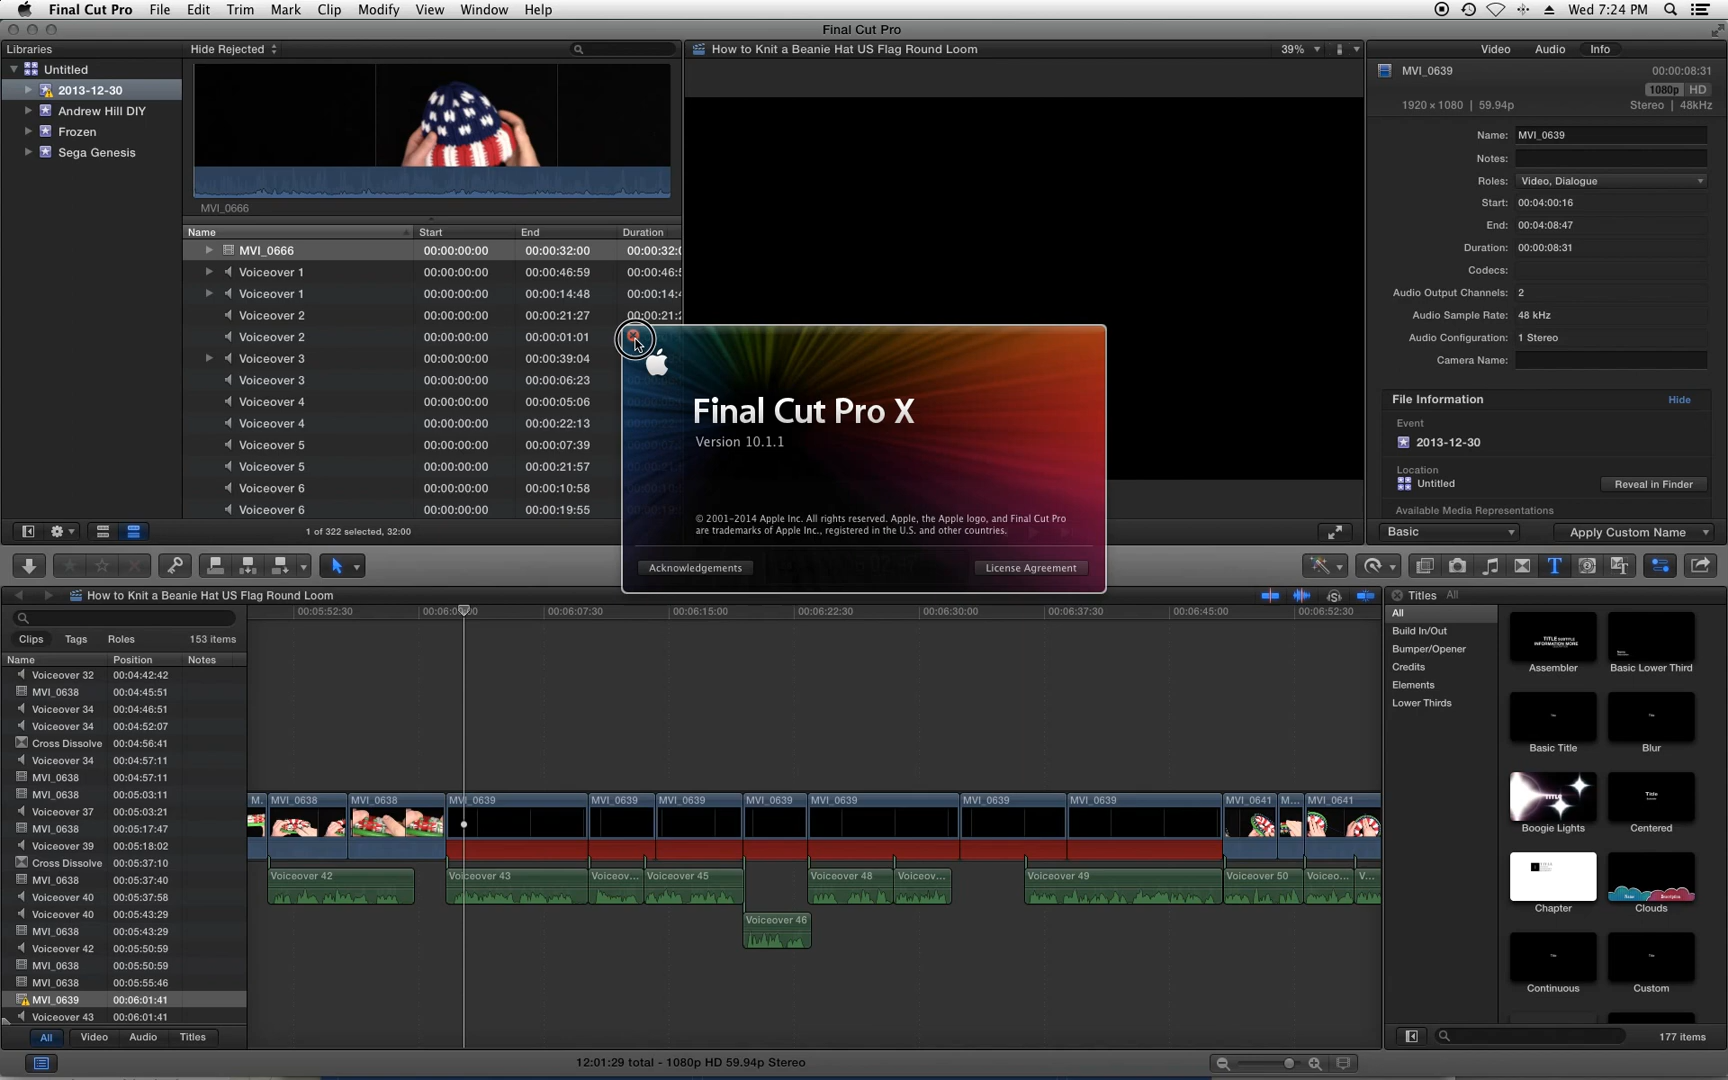 Final Cut Pro File Edit Trim Mark Clip Modify View Window Help Wed 7:24 PM
Final Cut Pro
Libraries
Untitled
2013-12-30
Andrew Hill DIY
Frozen
Sega Genesis
Hide Rejected
MVI_0666
Name Start End Duration
MVI_0666 00:00:00:00 00:00:32:00
Voiceover 1 00:00:00:00 00:00:46:59
Voiceover 1 00:00:00:00 00:00:14:48
Voiceover 2 00:00:00:00 00:00:21:27
Voiceover 2 00:00:00:00 00:00:01:01
Voiceover 3 00:00:00:00 00:00:39:04
Voiceover 3 00:00:00:00 00:00:06:23
Voiceover 4 00:00:00:00 00:00:05:06
Voiceover 4 00:00:00:00 00:00:22:13
Voiceover 5 00:00:00:00 00:00:07:39
Voiceover 5 00:00:00:00 00:00:21:57
Voiceover 6 00:00:00:00 00:00:10:58
Voiceover 6 00:00:00:00 00:00:19:55
1 of 322 selected, 32:00
How to Knit a Beanie Hat US Flag Round Loom 39%
Final Cut Pro X
Version 10.1.1
© 2001-2014 Apple Inc. All rights reserved. Apple, the Apple logo, and Final Cut Pro
are trademarks of Apple Inc., registered in the U.S. and other countries.
Acknowledgements License Agreement
Video Audio Info
MVI_0639 00:00:08:31
1080p HD
1920 × 1080 | 59.94p Stereo | 48kHz
Name: MVI_0639
Notes:
Roles: Video, Dialogue
Start: 00:04:00:16
End: 00:04:08:47
Duration: 00:00:08:31
Codecs:
Audio Output Channels: 2
Audio Sample Rate: 48 kHz
Audio Configuration: 1 Stereo
Camera Name:
File Information Hide
Event
2013-12-30
Location
Untitled Reveal in Finder
Available Media Representations
Basic Apply Custom Name
How to Knit a Beanie Hat US Flag Round Loom
Clips Tags Roles 153 items
Name Position Notes
Voiceover 32 00:04:42:42
MVI_0638 00:04:45:51
Voiceover 34 00:04:46:51
Voiceover 34 00:04:52:07
Cross Dissolve 00:04:56:41
Voiceover 34 00:04:57:11
MVI_0638 00:04:57:11
MVI_0638 00:05:03:11
Voiceover 37 00:05:03:21
MVI_0638 00:05:17:47
Voiceover 39 00:05:18:02
Cross Dissolve 00:05:37:10
MVI_0638 00:05:37:40
Voiceover 40 00:05:37:58
Voiceover 40 00:05:43:29
MVI_0638 00:05:43:29
Voiceover 42 00:05:50:59
MVI_0638 00:05:50:59
MVI_0638 00:05:55:46
MVI_0639 00:06:01:41
Voiceover 43 00:06:01:41
All Video Audio Titles
00:05:52:30 00:06:07:30 00:06:15:00 00:06:22:30 00:06:30:00 00:06:37:30 00:06:45:00 00:06:52:30
M. MVI_0638 MVI_0638 MVI_0639 MVI_0639 MVI_0639 MVI_0639 MVI_0639 MVI_0639 MVI_0639 MVI_0641 M... MVI_0641
Voiceover 42 Voiceover 43 Voiceov... Voiceover 45 Voiceover 48 Voiceov... Voiceover 49 Voiceover 50 Voiceo... V...
Voiceover 46
12:01:29 total - 1080p HD 59.94p Stereo
Titles All
All
Build In/Out
Bumper/Opener
Credits
Elements
Lower Thirds
Assembler Basic Lower Third
Basic Title Blur
Boogie Lights Centered
Chapter Clouds
Continuous Custom
177 items